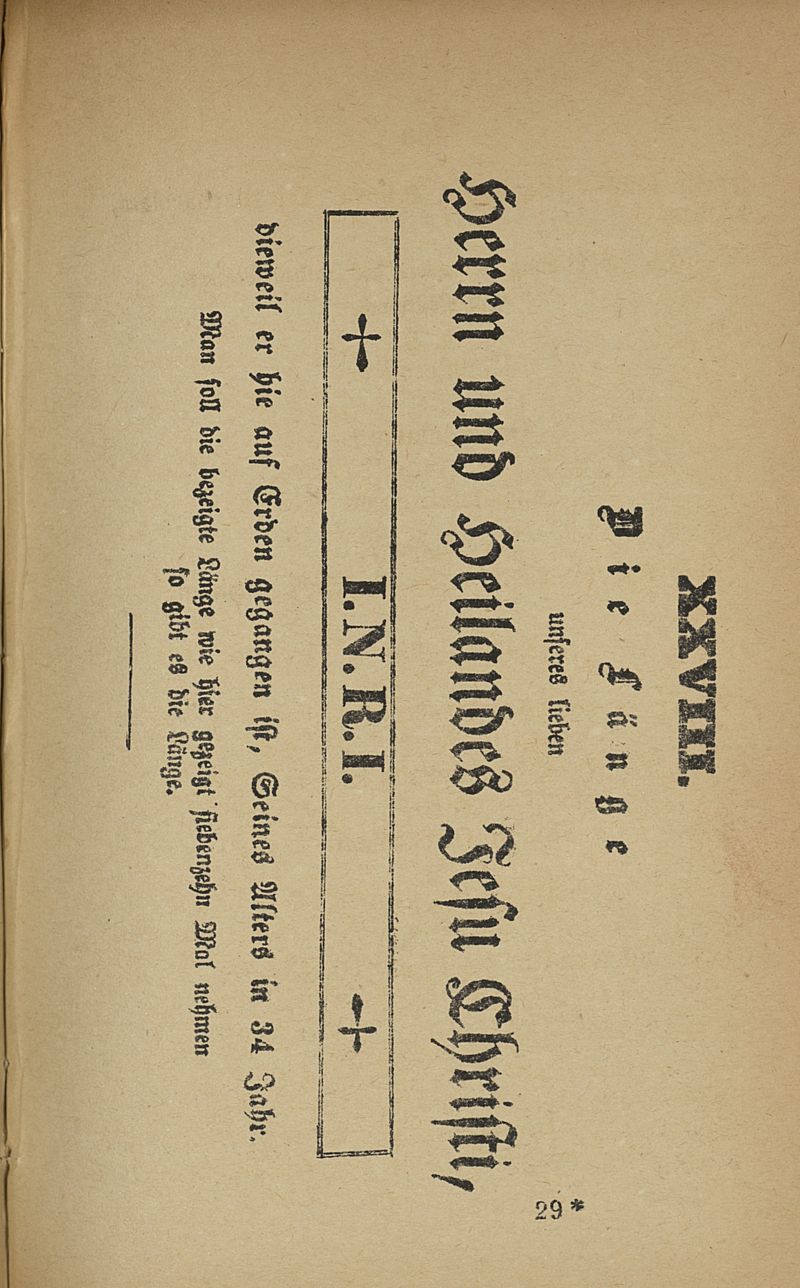 XXVIII.
Die Länge
unseres lieben
Herrn und Heilandes Jesu Christi,
I.N.R.I.
dieweil er hie auf Erden gegangen ist, Seines Alters in 34 Jahr.
Man soll die bezeigte Länge wie hier gezeigt siebenzehn Mal nehmen
so gibt es die Länge.
29*